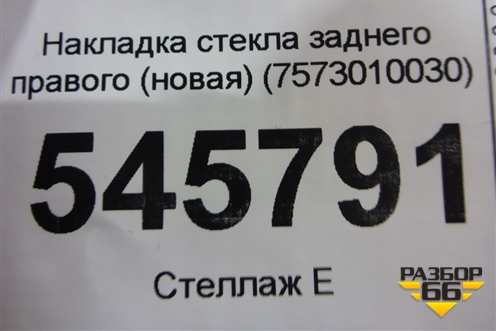 Накладка стекла заднего
правого (новая) (7573010030)
545791
Стеллаж Е
РАЗБОР
66